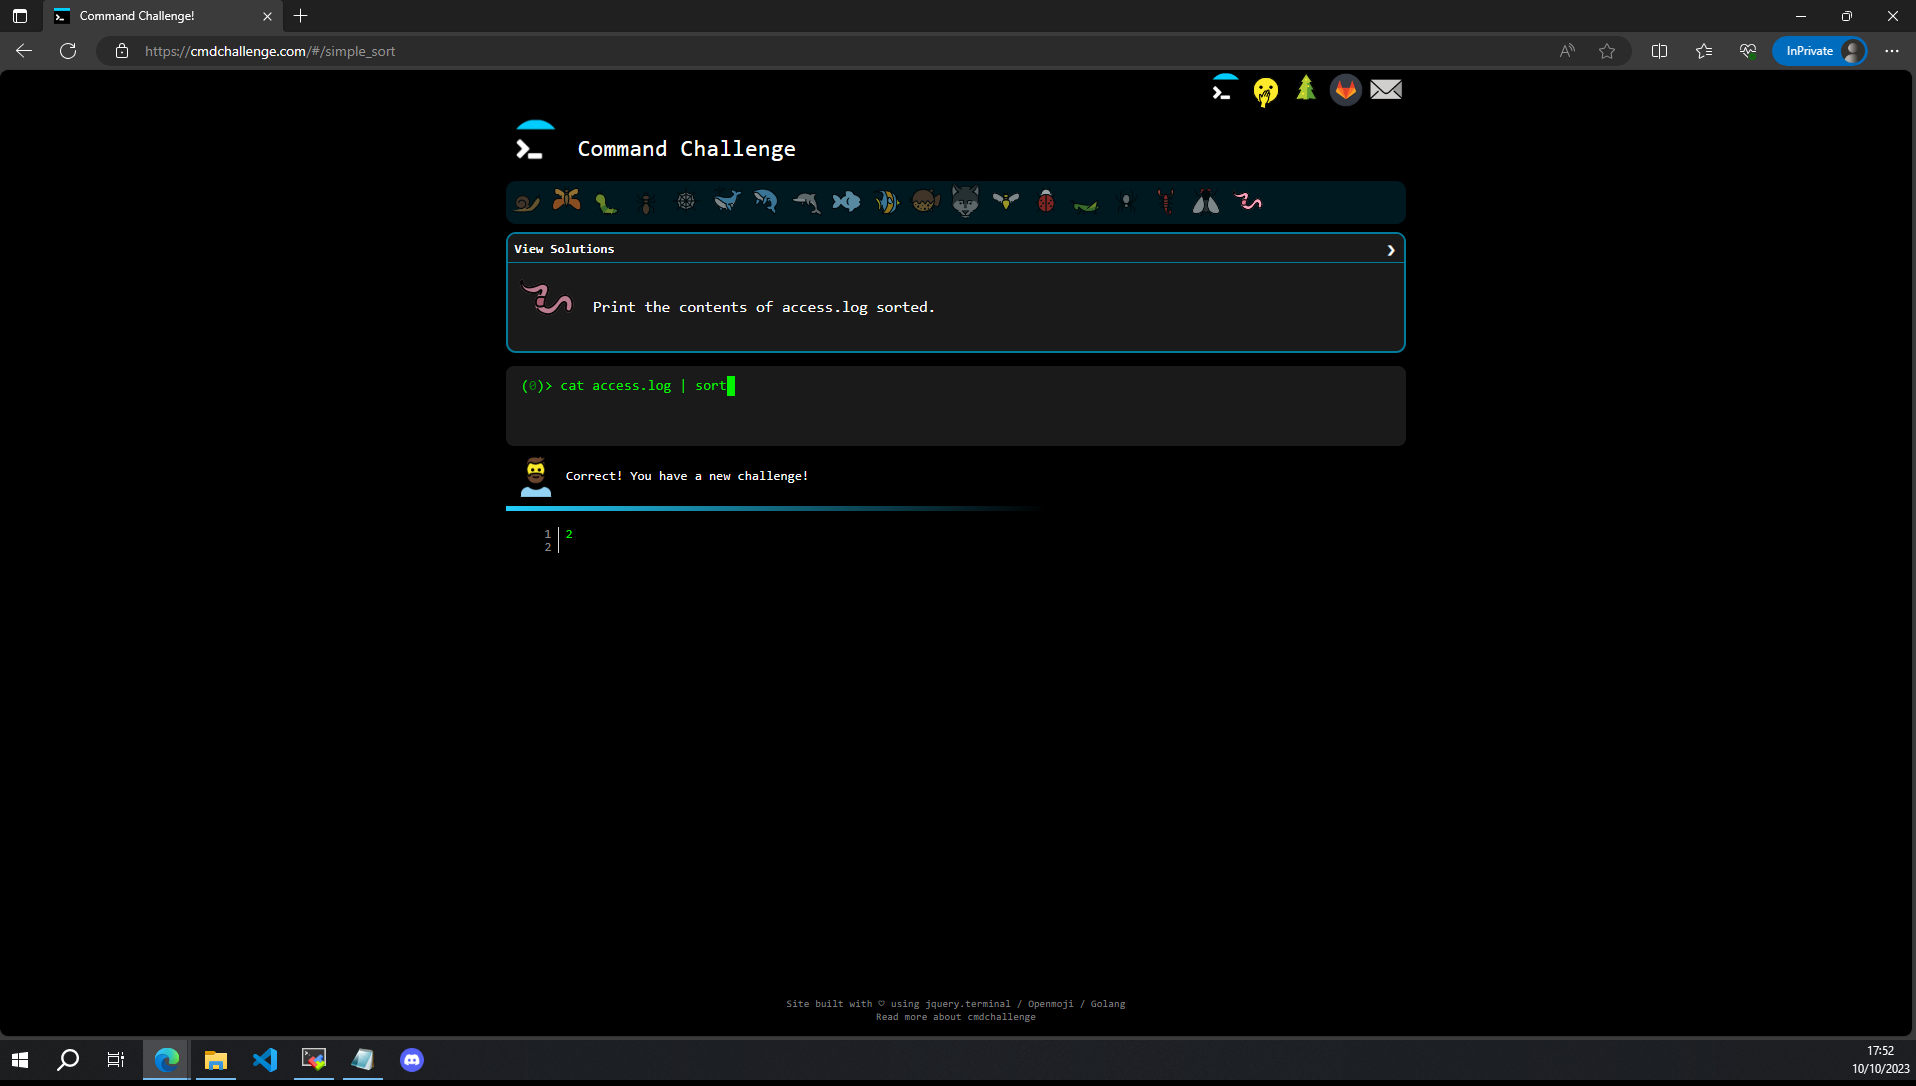 Command Challenge!
https://cmdchallenge.com/#/simple_sort
InPrivate
Command Challenge
View Solutions
Print the contents of access.log sorted.
(0)> cat access.log | sort
Correct! You have a new challenge!
1 2
2
Site built with ♡ using jquery.terminal / Openmoji / Golang
Read more about cmdchallenge
17:52
10/10/2023